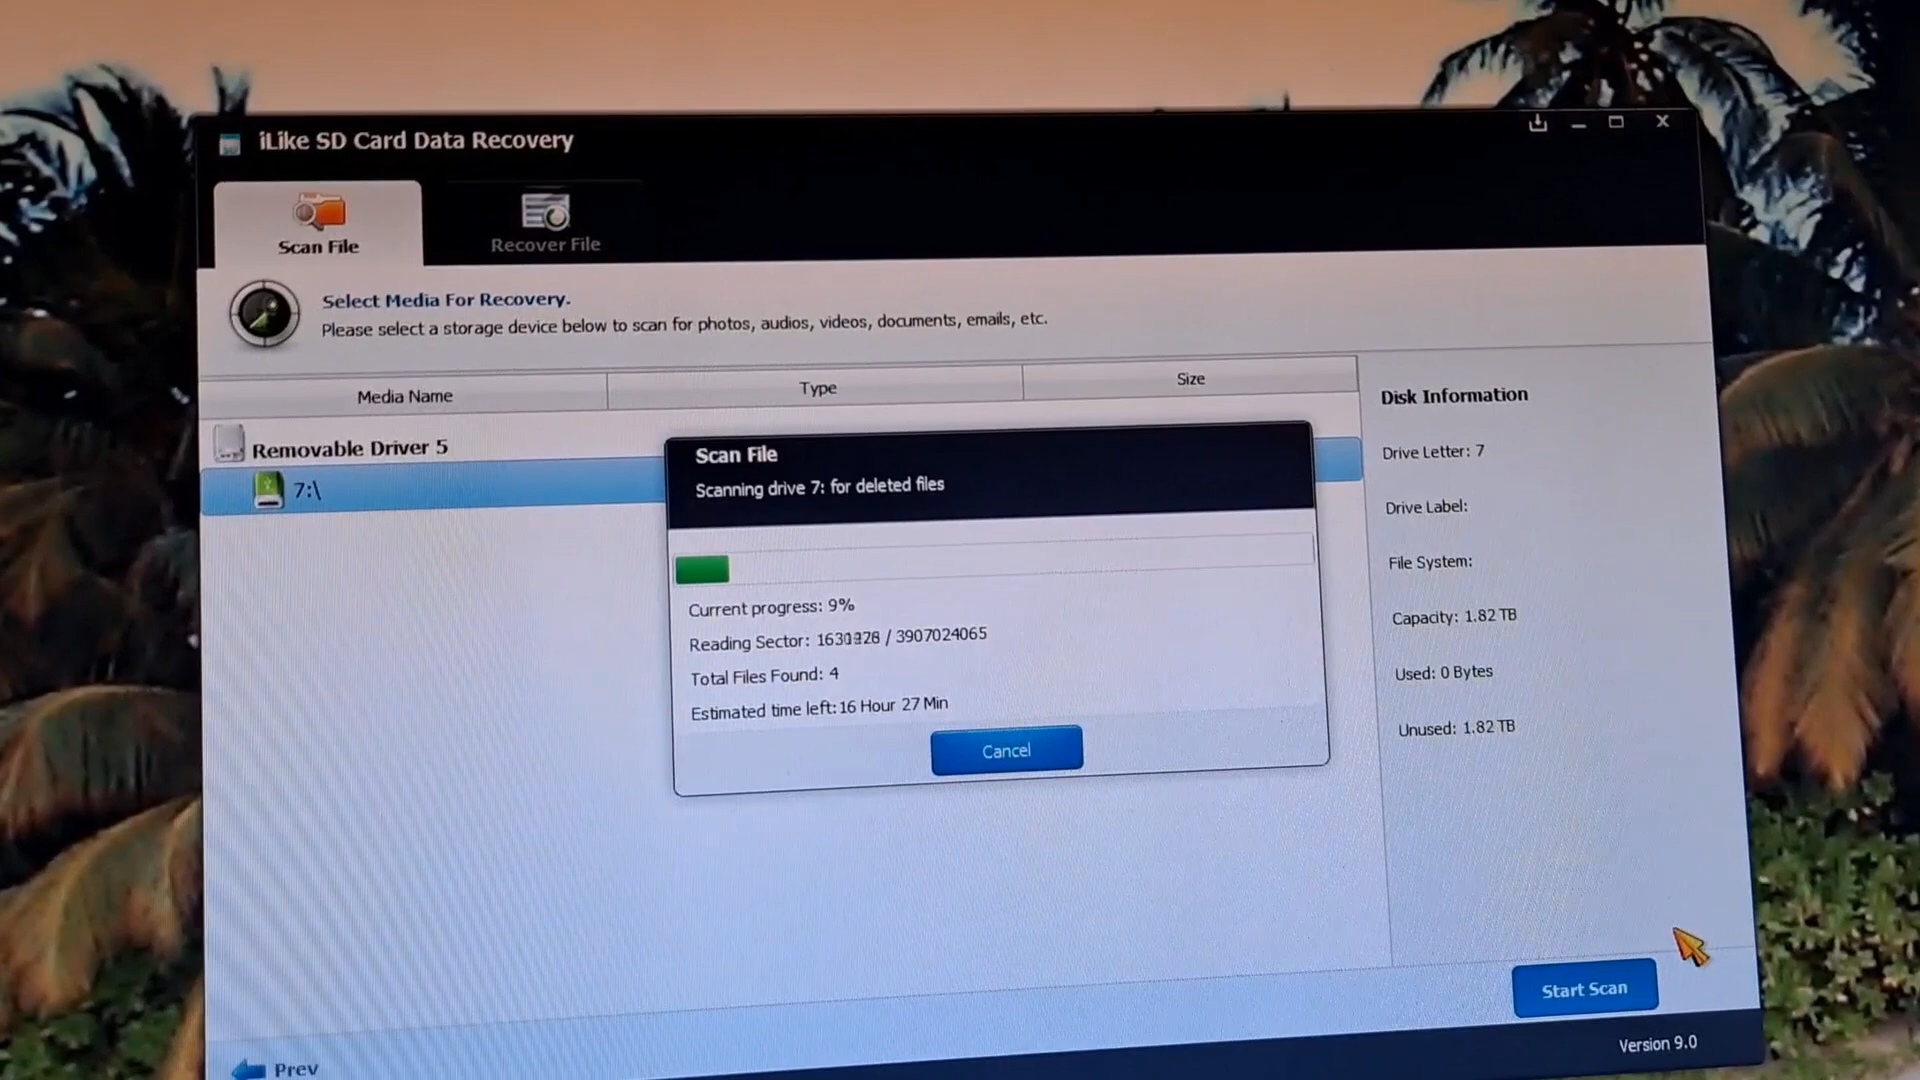 iLike SD Card Data Recovery
Scan File
Recover File
Select Media For Recovery.
Please select a storage device below to scan for photos, audios, videos, documents, emails, etc.
Media Name
Type
Size
Removable Driver 5
7:\
Scan File
Scanning drive 7: for deleted files
Current progress: 9%
Reading Sector: / 3907024065
Total Files Found: 4
Estimated time left: 16 Hour 27 Min
Cancel
Disk Information
Drive Letter: 7
Drive Label:
File System:
Capacity: 1.82 TB
Used: 0 Bytes
Unused: 1.82 TB
Start Scan
Prev
Version 9.0